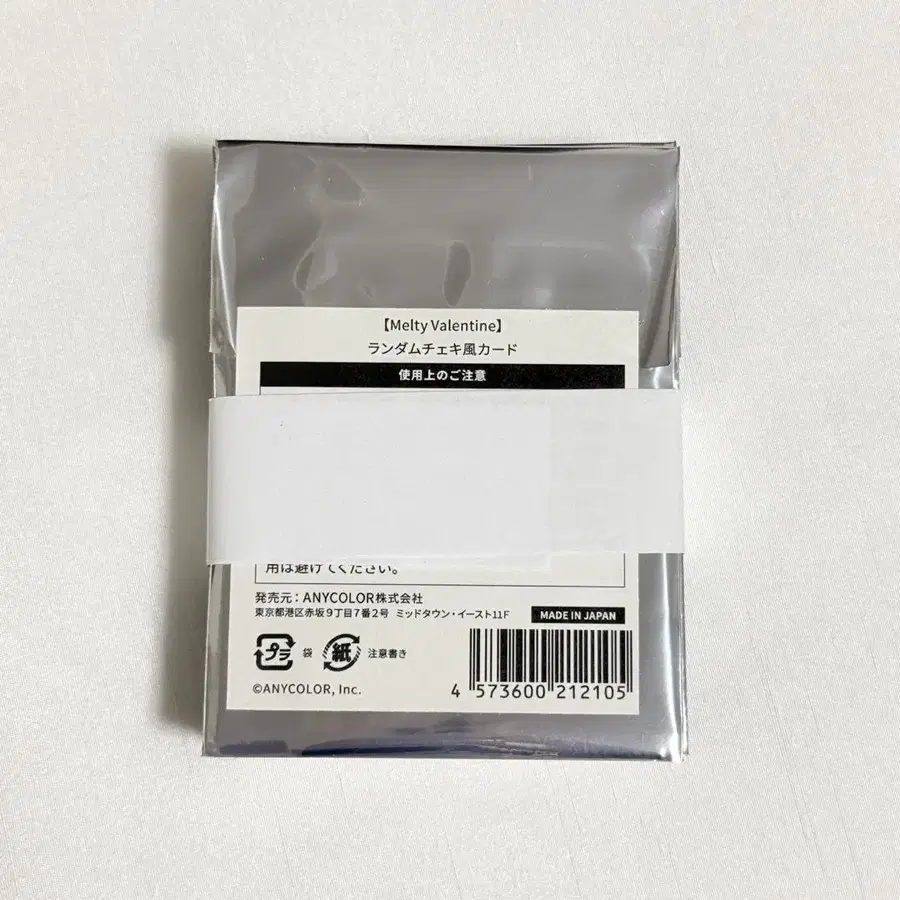 【Melty Valentine】
ランダムチェキ風カード
使用上のご注意
用は避けてください。
発売元:ANYCOLOR株式会社
東京都港区赤坂9丁目7番2号 ミッドタウン・イースト11F
MADE IN JAPAN
プラ 袋 紙 注意書き
©ANYCOLOR, Inc.
4 573600 212105